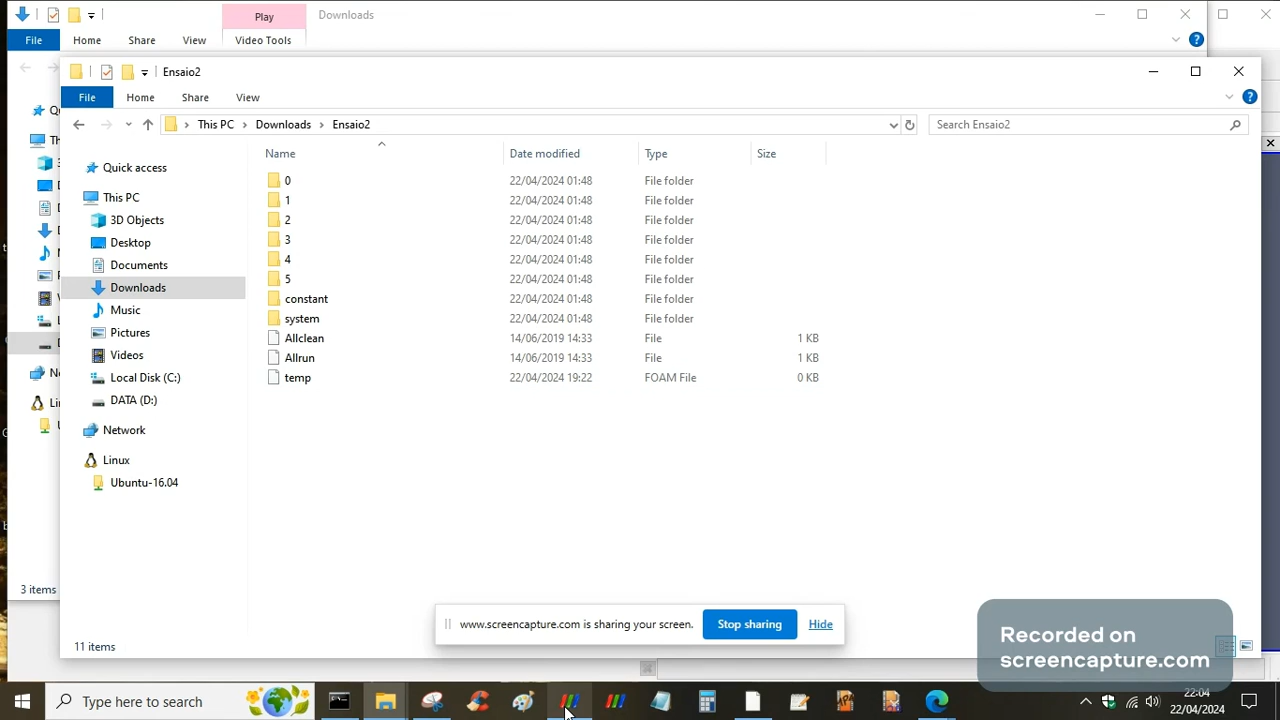 Play
Downloads
File
Home
Share
View
Video Tools
Ensaio2
File
Home
Share
View
This PC
Downloads
Ensaio2
Search Ensaio2
Name
Date modified
Type
Size
Quick access
This PC
3D Objects
Desktop
Documents
Downloads
Music
Pictures
Videos
Local Disk (C:)
DATA (D:)
Network
Linux
Ubuntu-16.04
0 22/04/2024 01:48 File folder
1 22/04/2024 01:48 File folder
2 22/04/2024 01:48 File folder
3 22/04/2024 01:48 File folder
4 22/04/2024 01:48 File folder
5 22/04/2024 01:48 File folder
constant 22/04/2024 01:48 File folder
system 22/04/2024 01:48 File folder
Allclean 14/06/2019 14:33 File 1 KB
Allrun 14/06/2019 14:33 File 1 KB
temp 22/04/2024 19:22 FOAM File 0 KB
3 items
www.screencapture.com is sharing your screen.
Stop sharing
Hide
11 items
Recorded on
screencapture.com
Type here to search
22:04
22/04/2024